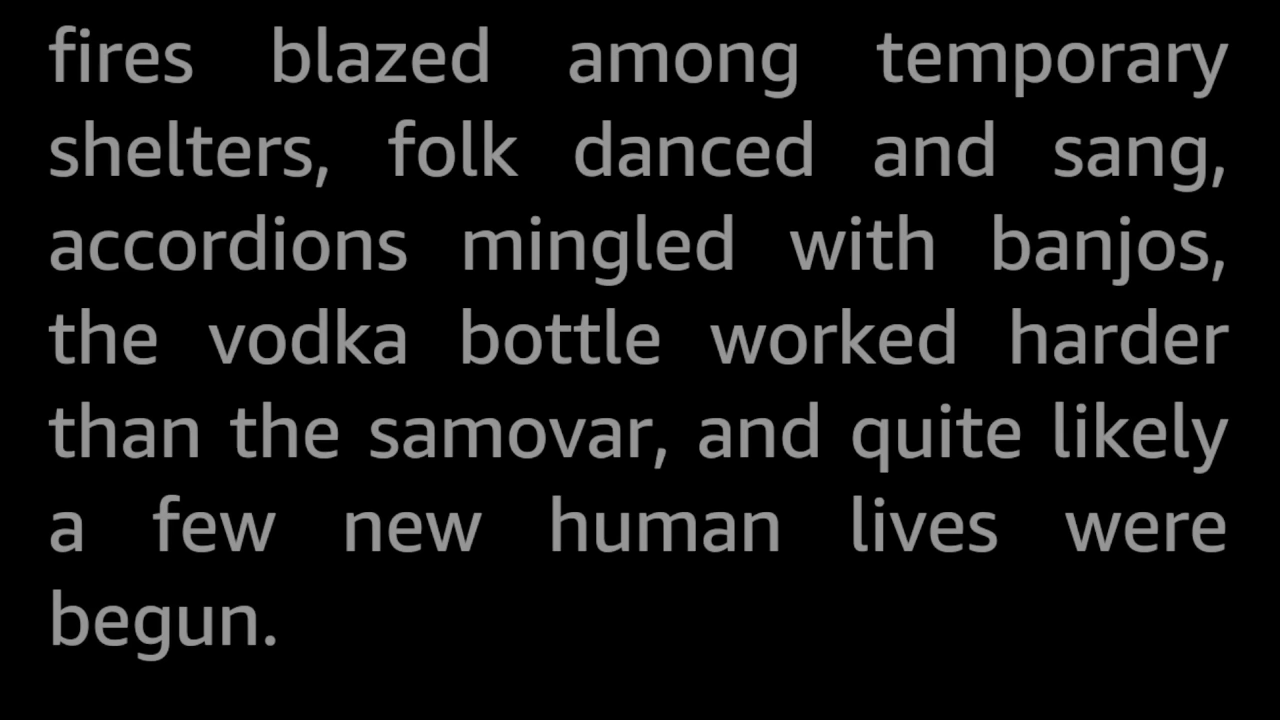 fires blazed among temporary
shelters, folk danced and sang,
accordions mingled with banjos,
the vodka bottle worked harder
than the samovar, and quite likely
a few new human lives were
begun.